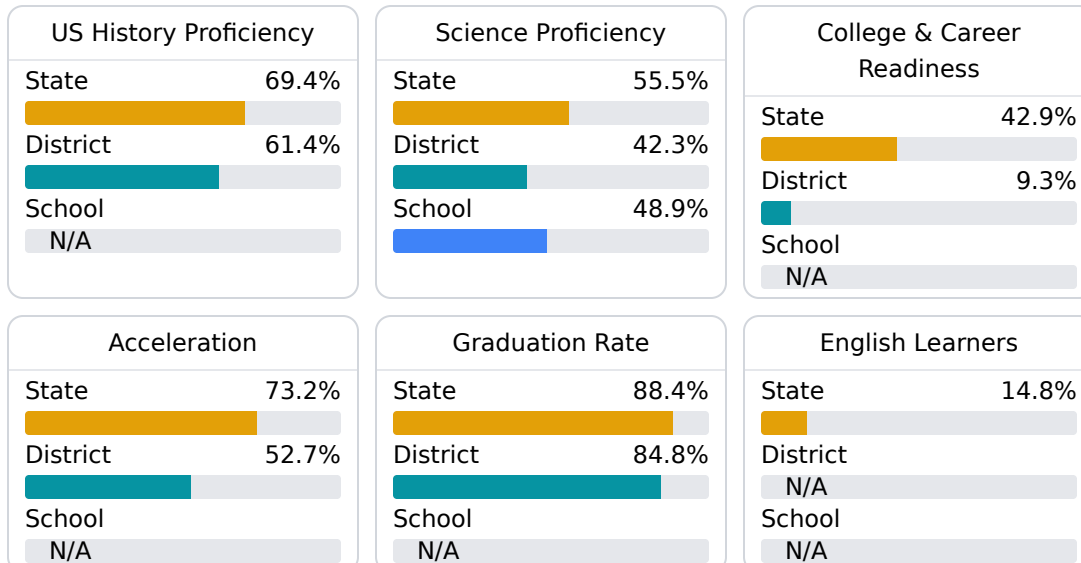 US History Proficiency
State 69.4%
District 61.4%
School
N/A
Science Proficiency
State 55.5%
District 42.3%
School 48.9%
College & Career
Readiness
State 42.9%
District 9.3%
School
N/A
Acceleration
State 73.2%
District 52.7%
School
N/A
Graduation Rate
State 88.4%
District 84.8%
School
N/A
English Learners
State 14.8%
District
N/A
School
N/A